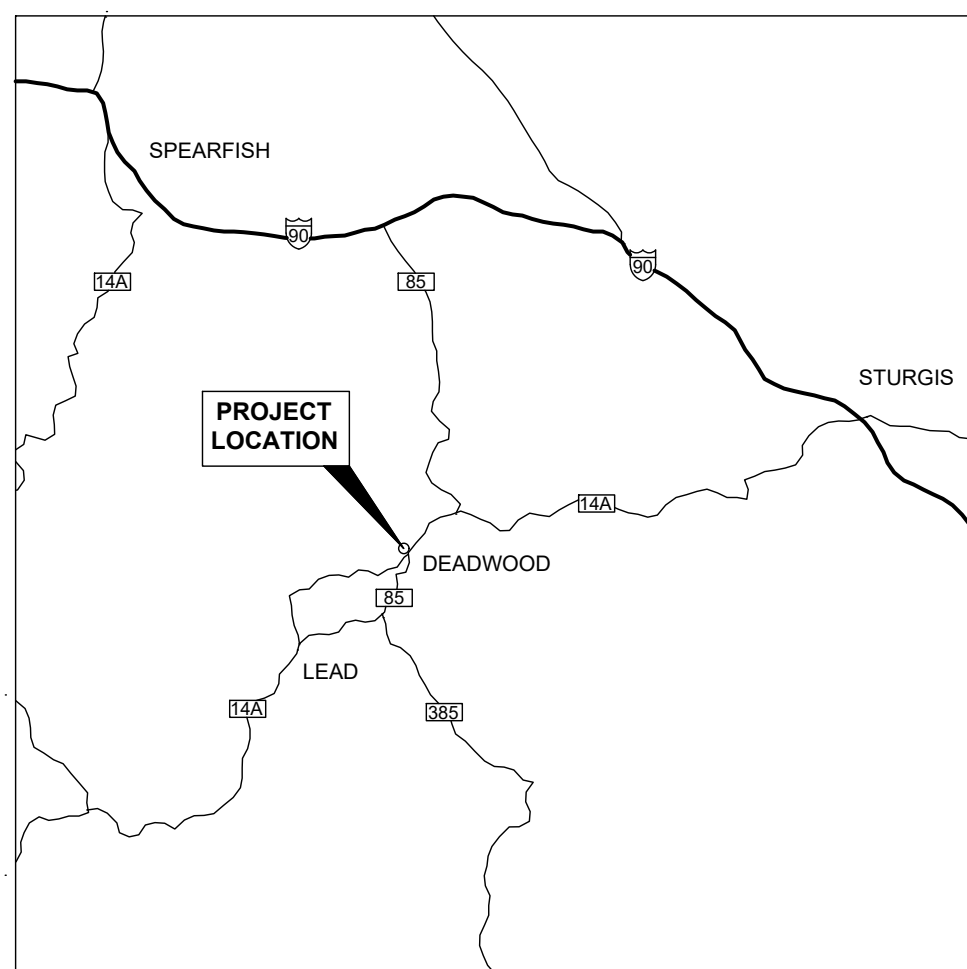 SPEARFISH
90
90
14A
85
STURGIS
PROJECT
LOCATION
14A
DEADWOOD
85
LEAD
14A
385